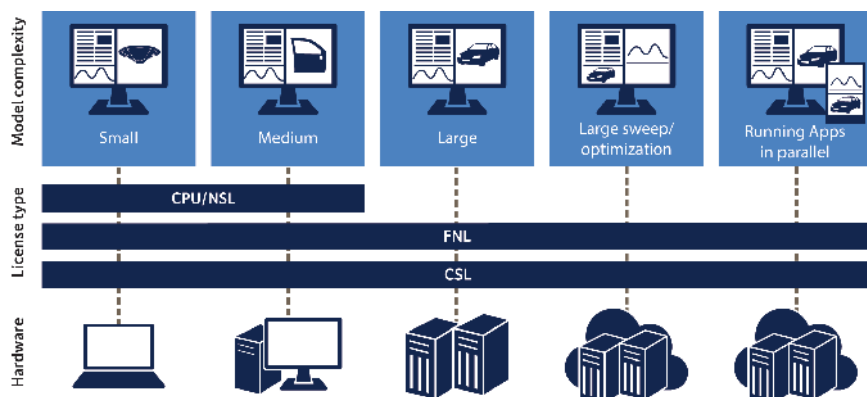 Model complexity
Small
Medium
Large
Large sweep/
optimization
Running Apps
in parallel
License type
CPU/NSL
FNL
CSL
Hardware